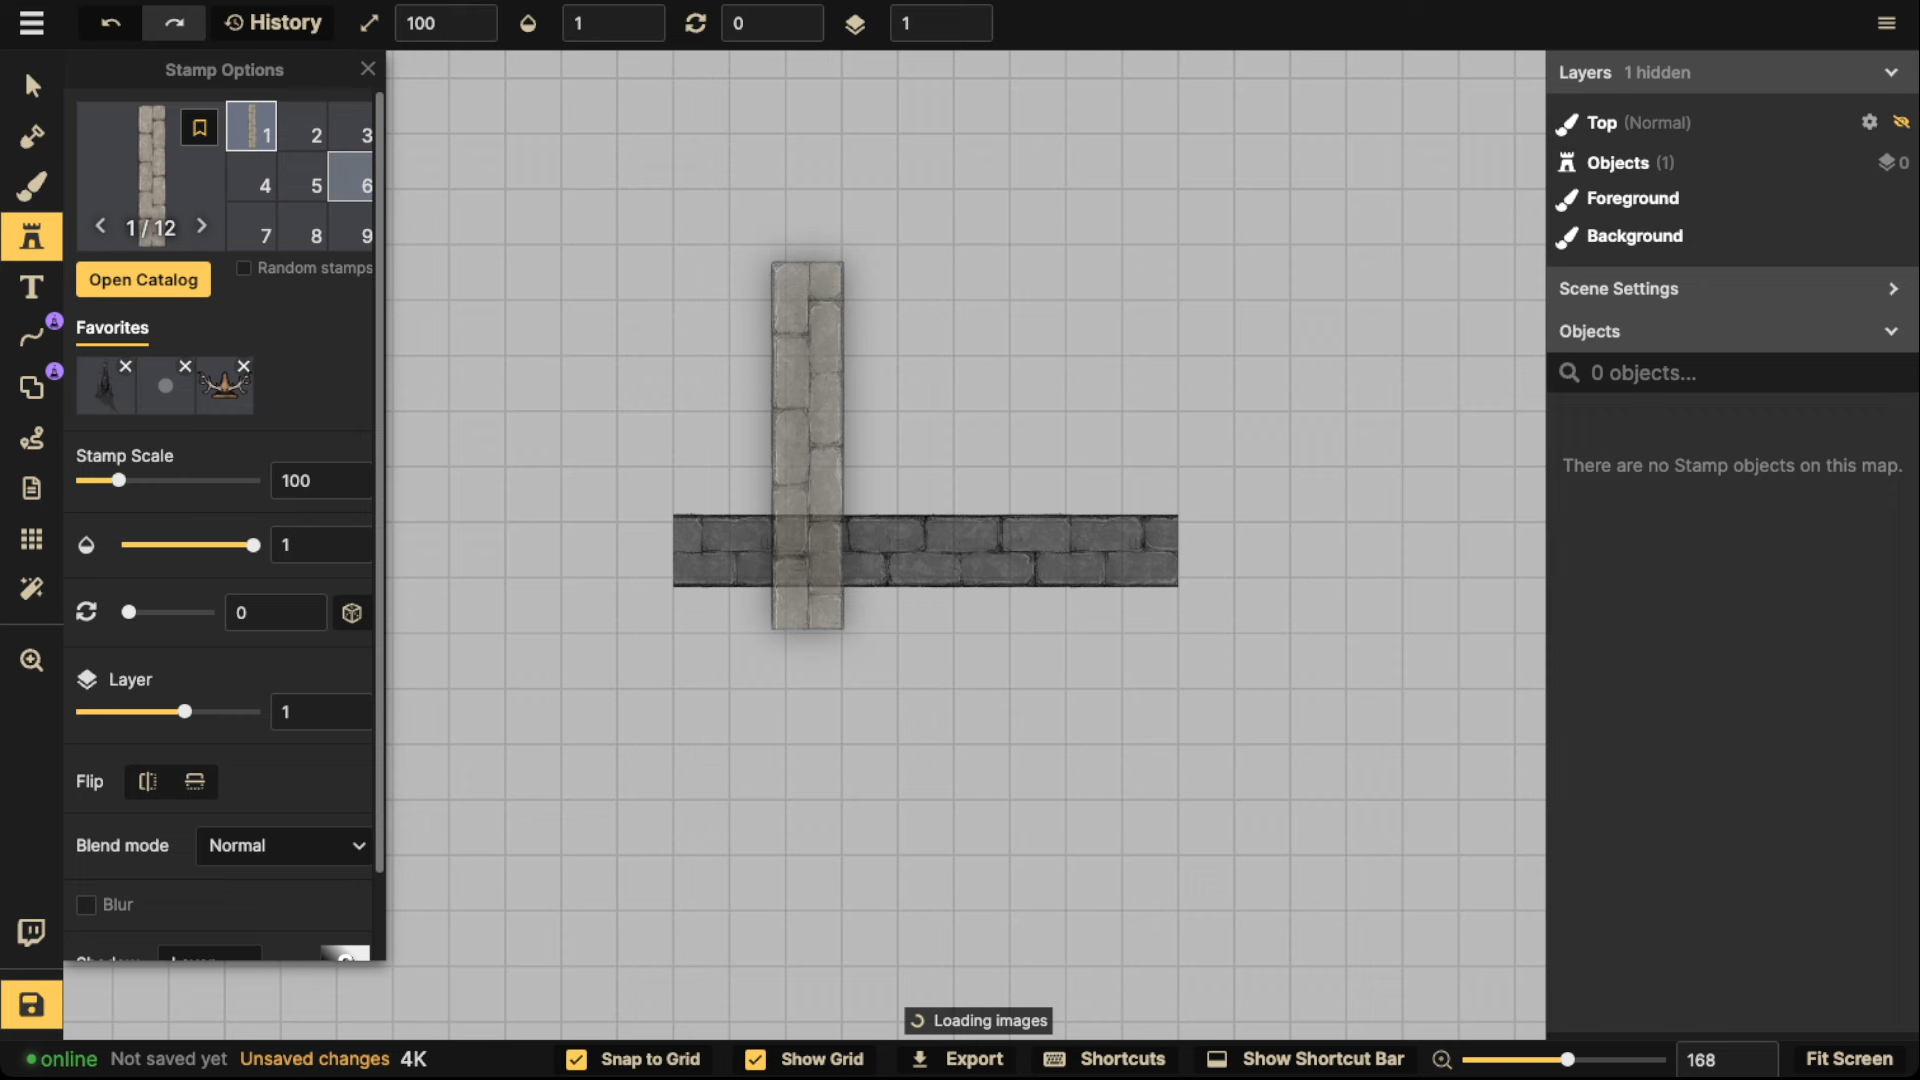 History
100
1
0
1
Stamp Options
1/12
1
2
3
4
5
6
7
8
9
Open Catalog
Random stamps
Favorites
Stamp Scale
100
1
0
Layer
1
Flip
Blend mode
Normal
Blur
Layers 1 hidden
Top (Normal)
Objects (1)
0
Foreground
Background
Scene Settings
Objects
0 objects...
There are no Stamp objects on this map.
Loading images
online Not saved yet Unsaved changes 4K
Snap to Grid
Show Grid
Export
Shortcuts
Show Shortcut Bar
168
Fit Screen